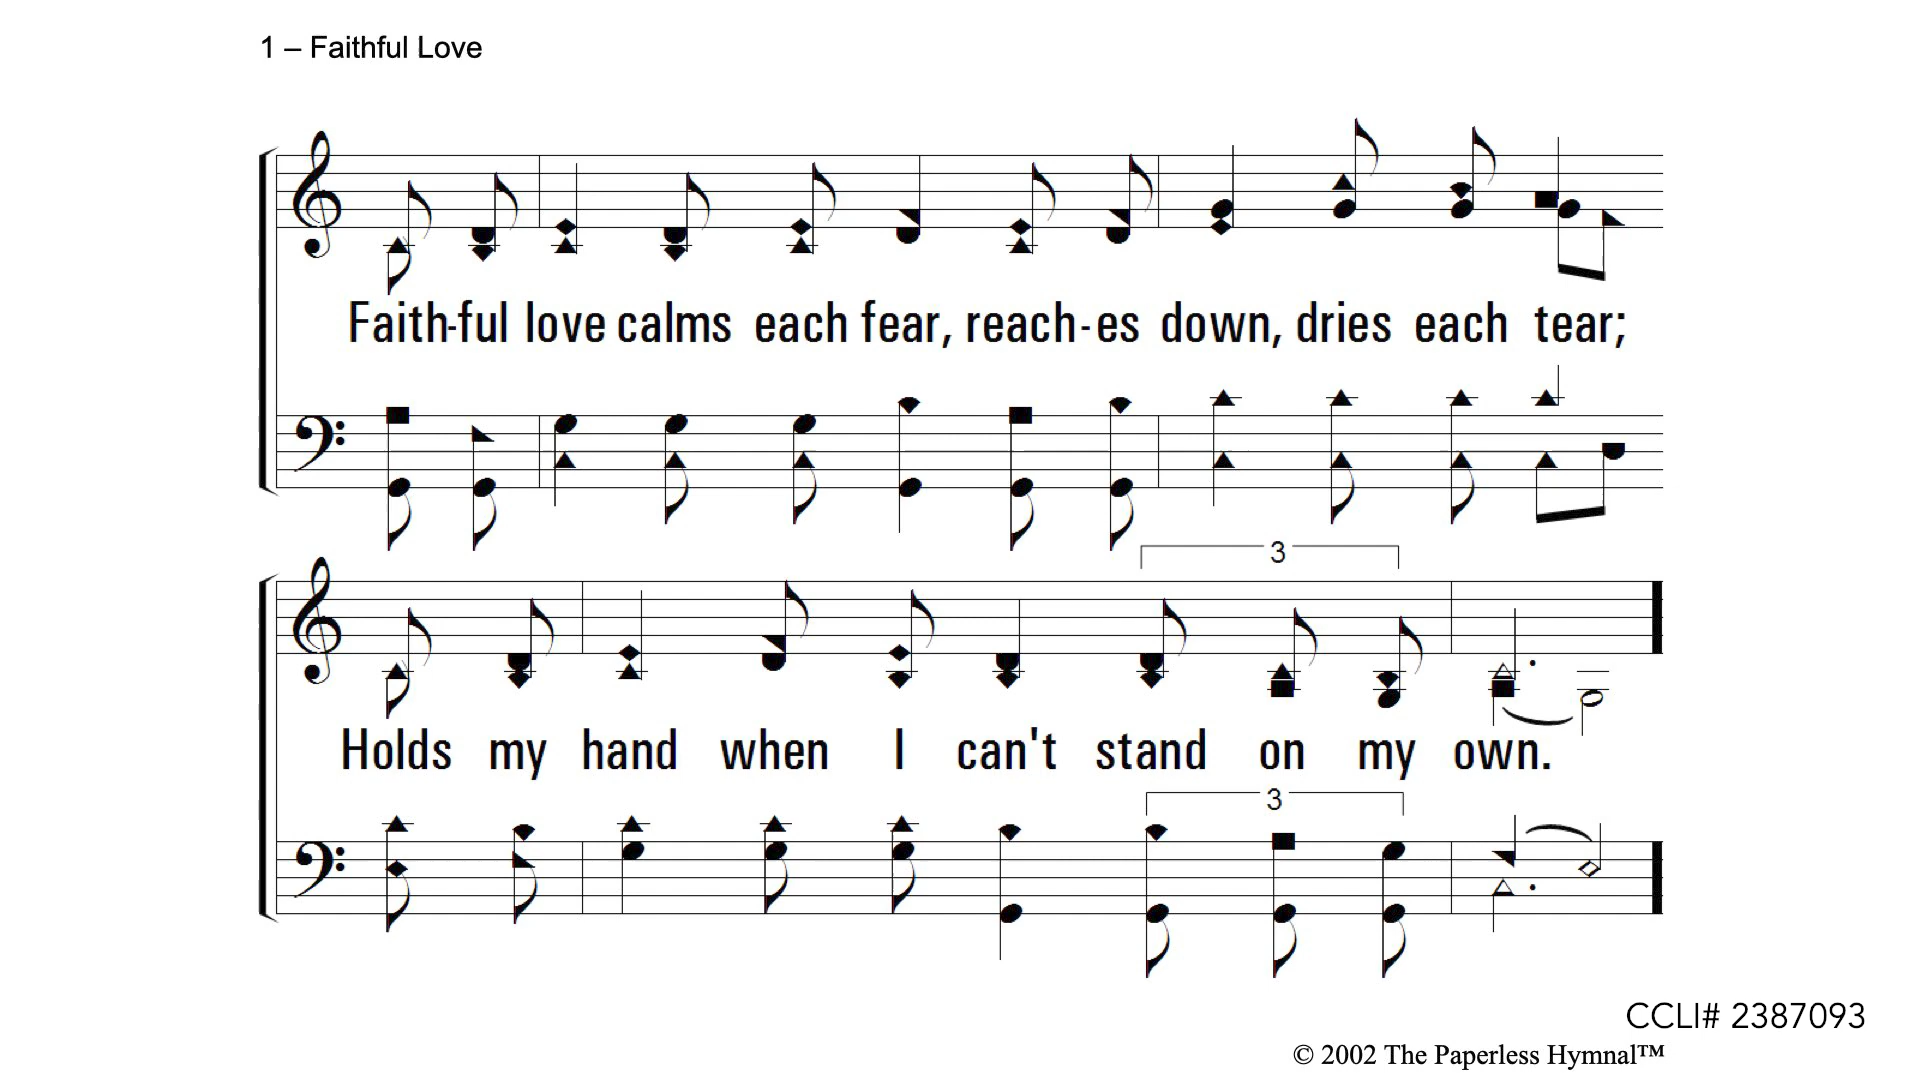 1 – Faithful Love
Faith-ful love calms each fear, reach-es down, dries each tear;
3
Holds my hand when I can't stand on my own.
3
CCLI# 2387093
© 2002 The Paperless Hymnal™